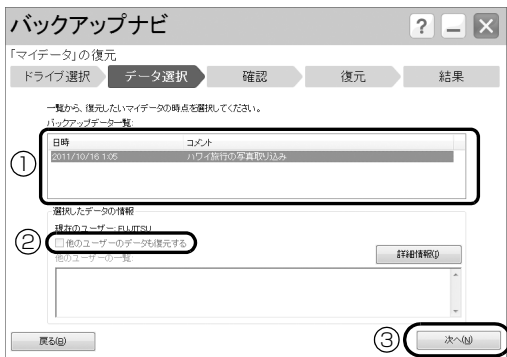 バックアップナビ
? _ X
「マイデータ」の復元
ドライブ選択 データ選択 確認 復元 結果
一覧から、復元したいマイデータの時点を選択してください。
バックアップデータ一覧:
日時 コメント
① 2011/10/16 1:05 ハワイ旅行の写真取り込み
選択したデータの情報
現在のユーザー: FUJITSU
② 他のユーザーのデータも復元する
他のユーザーの一覧:
詳細情報(I)
戻る(B) ③ 次へ(N)